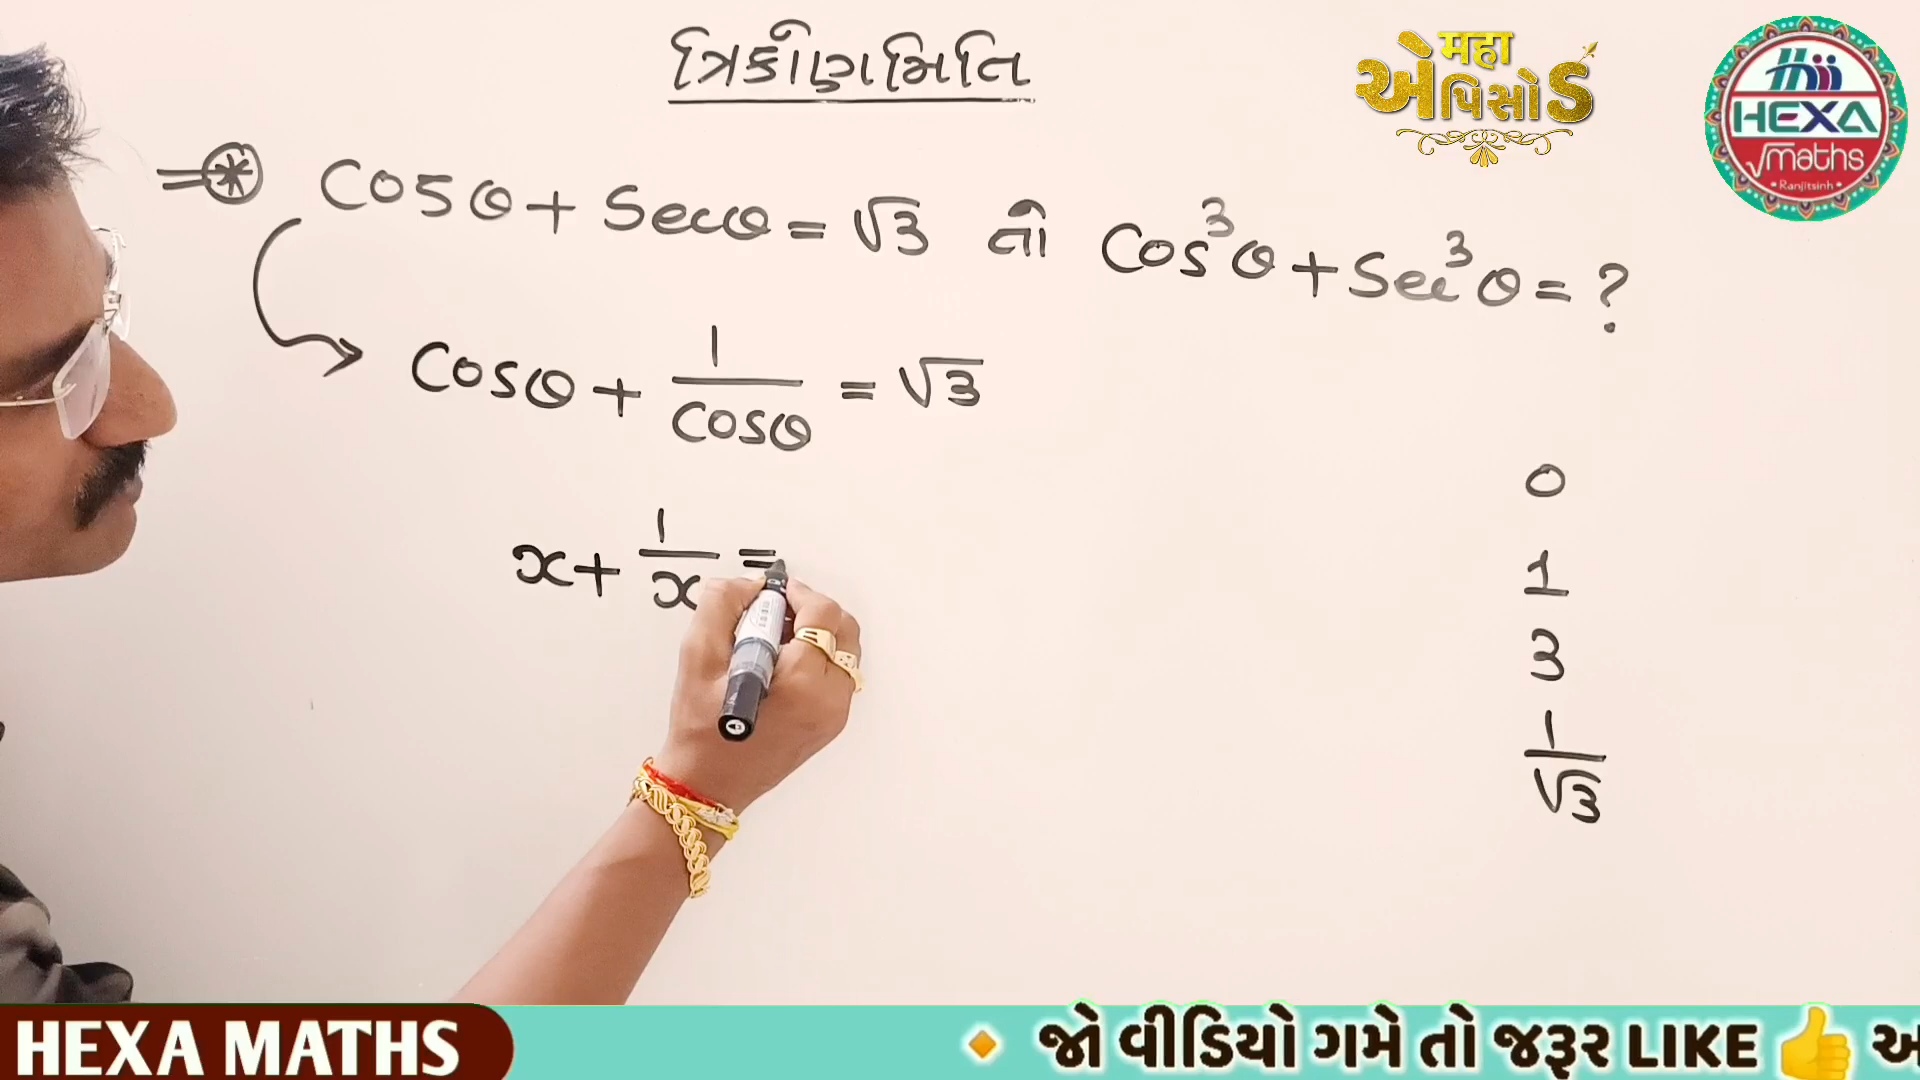 ત્રિકોણમિતિ
महा
એપિસોડ
HEXA
√maths
• Ranjitsinh •
⇒ * Cosθ + Secθ = √3 તો Cos³θ + Sec³θ = ?
Cosθ + 1/Cosθ = √3
x + 1/x =
0
1
3
1/√3
HEXA MATHS
🔸 જો વીડિયો ગમે તો જરૂર LIKE 👍 અ